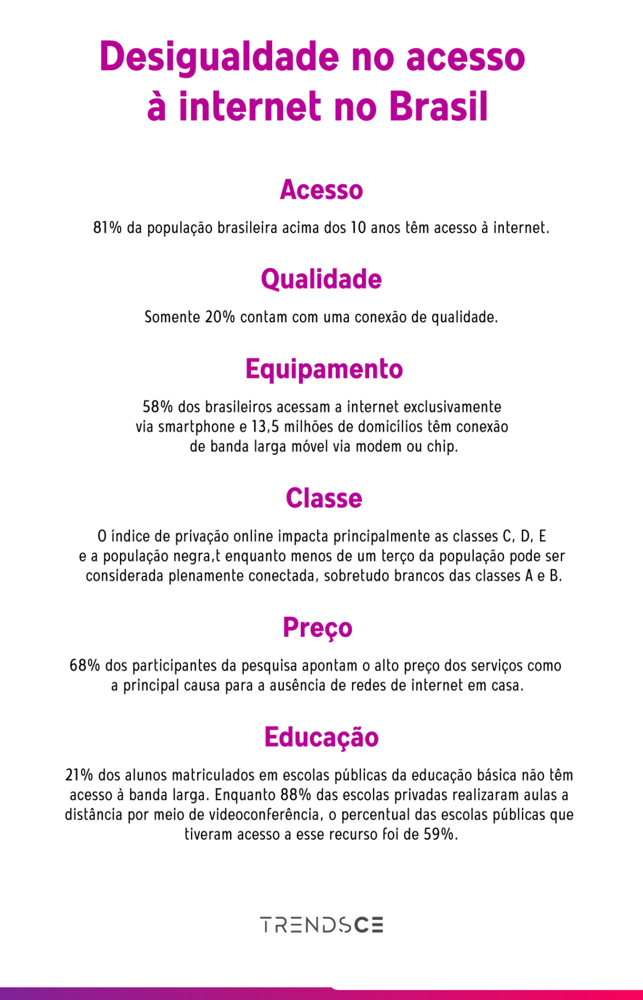 Desigualdade no acesso
à internet no Brasil
Acesso
81% da população brasileira acima dos 10 anos têm acesso à internet.
Qualidade
Somente 20% contam com uma conexão de qualidade.
Equipamento
58% dos brasileiros acessam a internet exclusivamente
via smartphone e 13,5 milhões de domicílios têm conexão
de banda larga móvel via modem ou chip.
Classe
O índice de privação online impacta principalmente as classes C, D, E
e a população negra,t enquanto menos de um terço da população pode ser
considerada plenamente conectada, sobretudo brancos das classes A e B.
Preço
68% dos participantes da pesquisa apontam o alto preço dos serviços como
a principal causa para a ausência de redes de internet em casa.
Educação
21% dos alunos matriculados em escolas públicas da educação básica não têm
acesso à banda larga. Enquanto 88% das escolas privadas realizaram aulas a
distância por meio de videoconferência, o percentual das escolas públicas que
tiveram acesso a esse recurso foi de 59%.
TRENDSCE